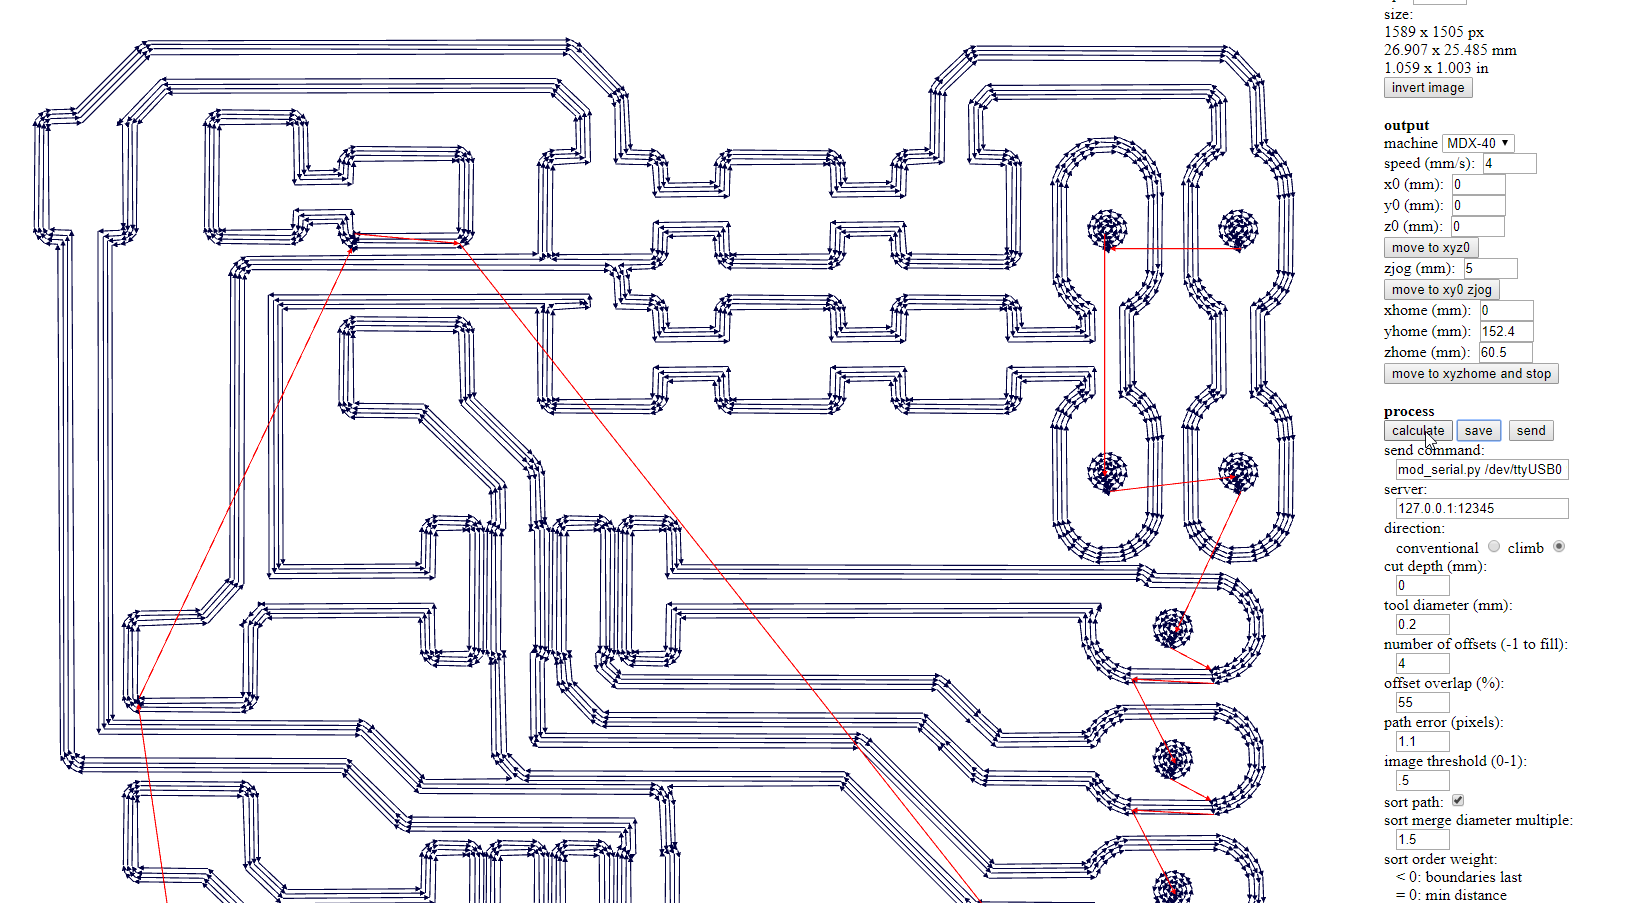 size:
1589 x 1505 px
26.907 x 25.485 mm
1.059 x 1.003 in
invert image
output
machine MDX-40
speed (mm/s): 4
x0 (mm): 0
y0 (mm): 0
z0 (mm): 0
move to xyz0
zjog (mm): 5
move to xy0 zjog
xhome (mm): 0
yhome (mm): 152.4
zhome (mm): 60.5
move to xyzhome and stop
process
calculate save send
send command:
mod_serial.py /dev/ttyUSB0
server:
127.0.0.1:12345
direction:
conventional climb
cut depth (mm):
0
tool diameter (mm):
0.2
number of offsets (-1 to fill):
4
offset overlap (%):
55
path error (pixels):
1.1
image threshold (0-1):
.5
sort path:
sort merge diameter multiple:
1.5
sort order weight:
< 0: boundaries last
= 0: min distance